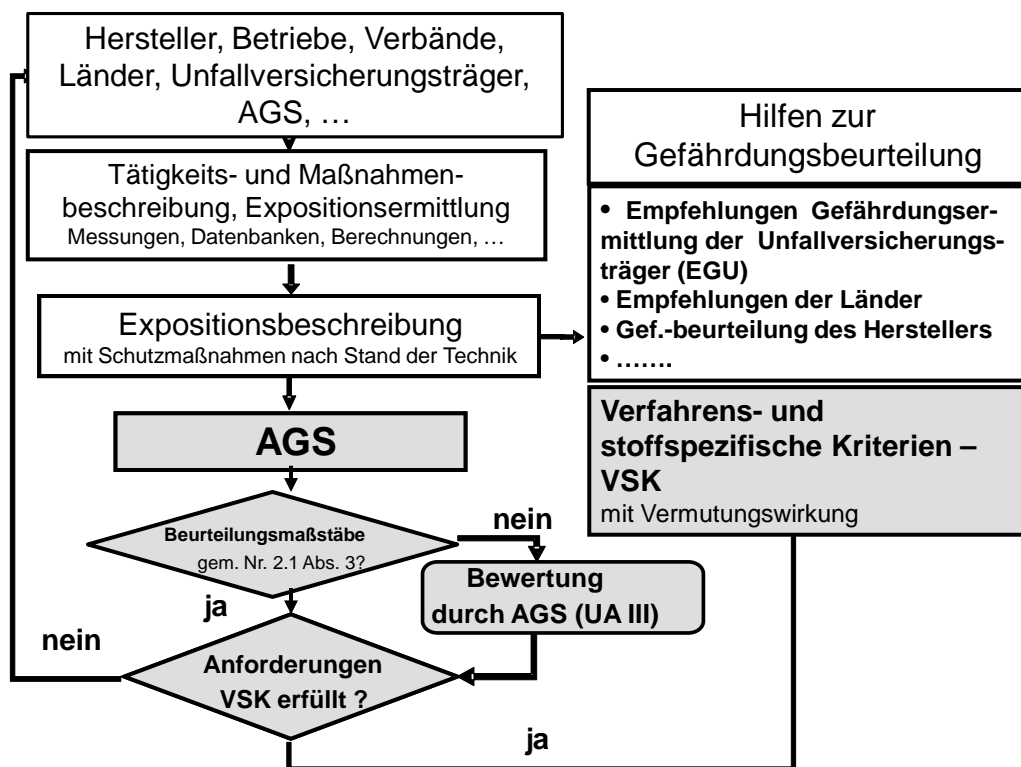 Hersteller, Betriebe, Verbände,
Länder, Unfallversicherungsträger,
AGS, …
Tätigkeits- und Maßnahmen-
beschreibung, Expositionsermittlung
Messungen, Datenbanken, Berechnungen, …
Expositionsbeschreibung
mit Schutzmaßnahmen nach Stand der Technik
Hilfen zur
Gefährdungsbeurteilung
• Empfehlungen Gefährdungser-
mittlung der Unfallversicherungs-
träger (EGU)
• Empfehlungen der Länder
• Gef.-beurteilung des Herstellers
• …….
Verfahrens- und
stoffspezifische Kriterien –
VSK
mit Vermutungswirkung
AGS
Beurteilungsmaßstäbe
gem. Nr. 2.1 Abs. 3?
nein
Bewertung
durch AGS (UA III)
ja
nein
Anforderungen
VSK erfüllt ?
ja